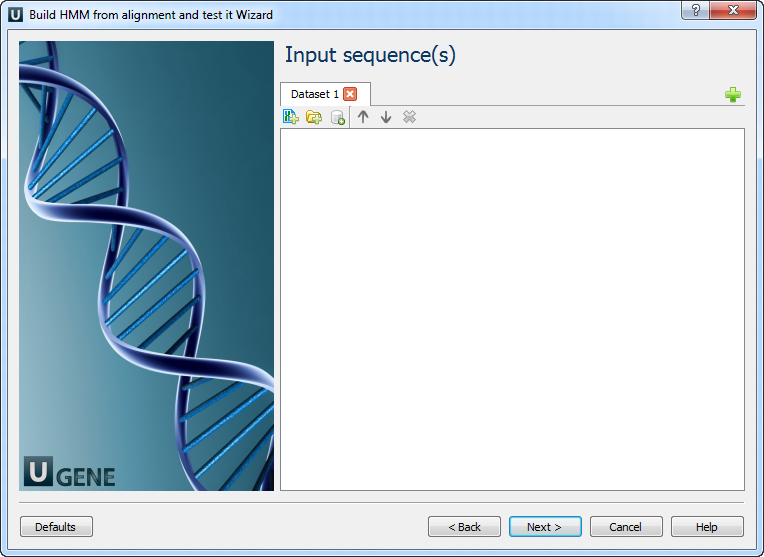 U Build HMM from alignment and test it Wizard
?
Input sequence(s)
Dataset 1
U GENE
Defaults
< Back
Next >
Cancel
Help